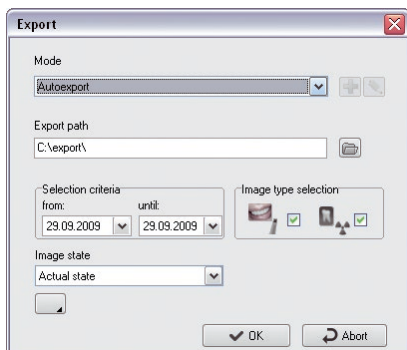 Export
Mode
Autoexport
Export path
C:\export\
Selection criteria
from:
until:
29.09.2009
29.09.2009
Image type selection
Image state
Actual state
OK
Abort